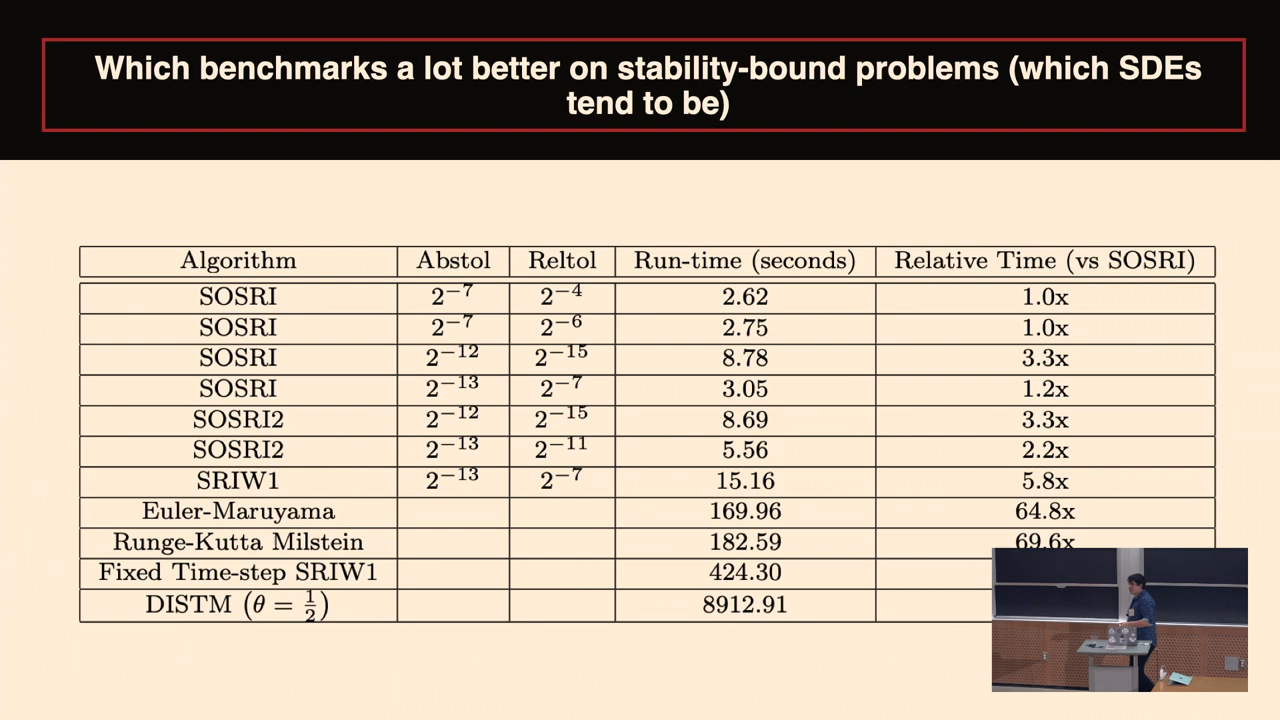 Which benchmarks a lot better on stability-bound problems (which SDEs
tend to be)
Algorithm Abstol Reltol Run-time (seconds) Relative Time (vs SOSRI)
SOSRI 2⁻⁷ 2⁻⁴ 2.62 1.0x
SOSRI 2⁻⁷ 2⁻⁶ 2.75 1.0x
SOSRI 2⁻¹² 2⁻¹⁵ 8.78 3.3x
SOSRI 2⁻¹³ 2⁻⁷ 3.05 1.2x
SOSRI2 2⁻¹² 2⁻¹⁵ 8.69 3.3x
SOSRI2 2⁻¹³ 2⁻¹¹ 5.56 2.2x
SRIW1 2⁻¹³ 2⁻⁷ 15.16 5.8x
Euler-Maruyama 169.96 64.8x
Runge-Kutta Milstein 182.59 69.6x
Fixed Time-step SRIW1 424.30
DISTM (θ = 1/2) 8912.91